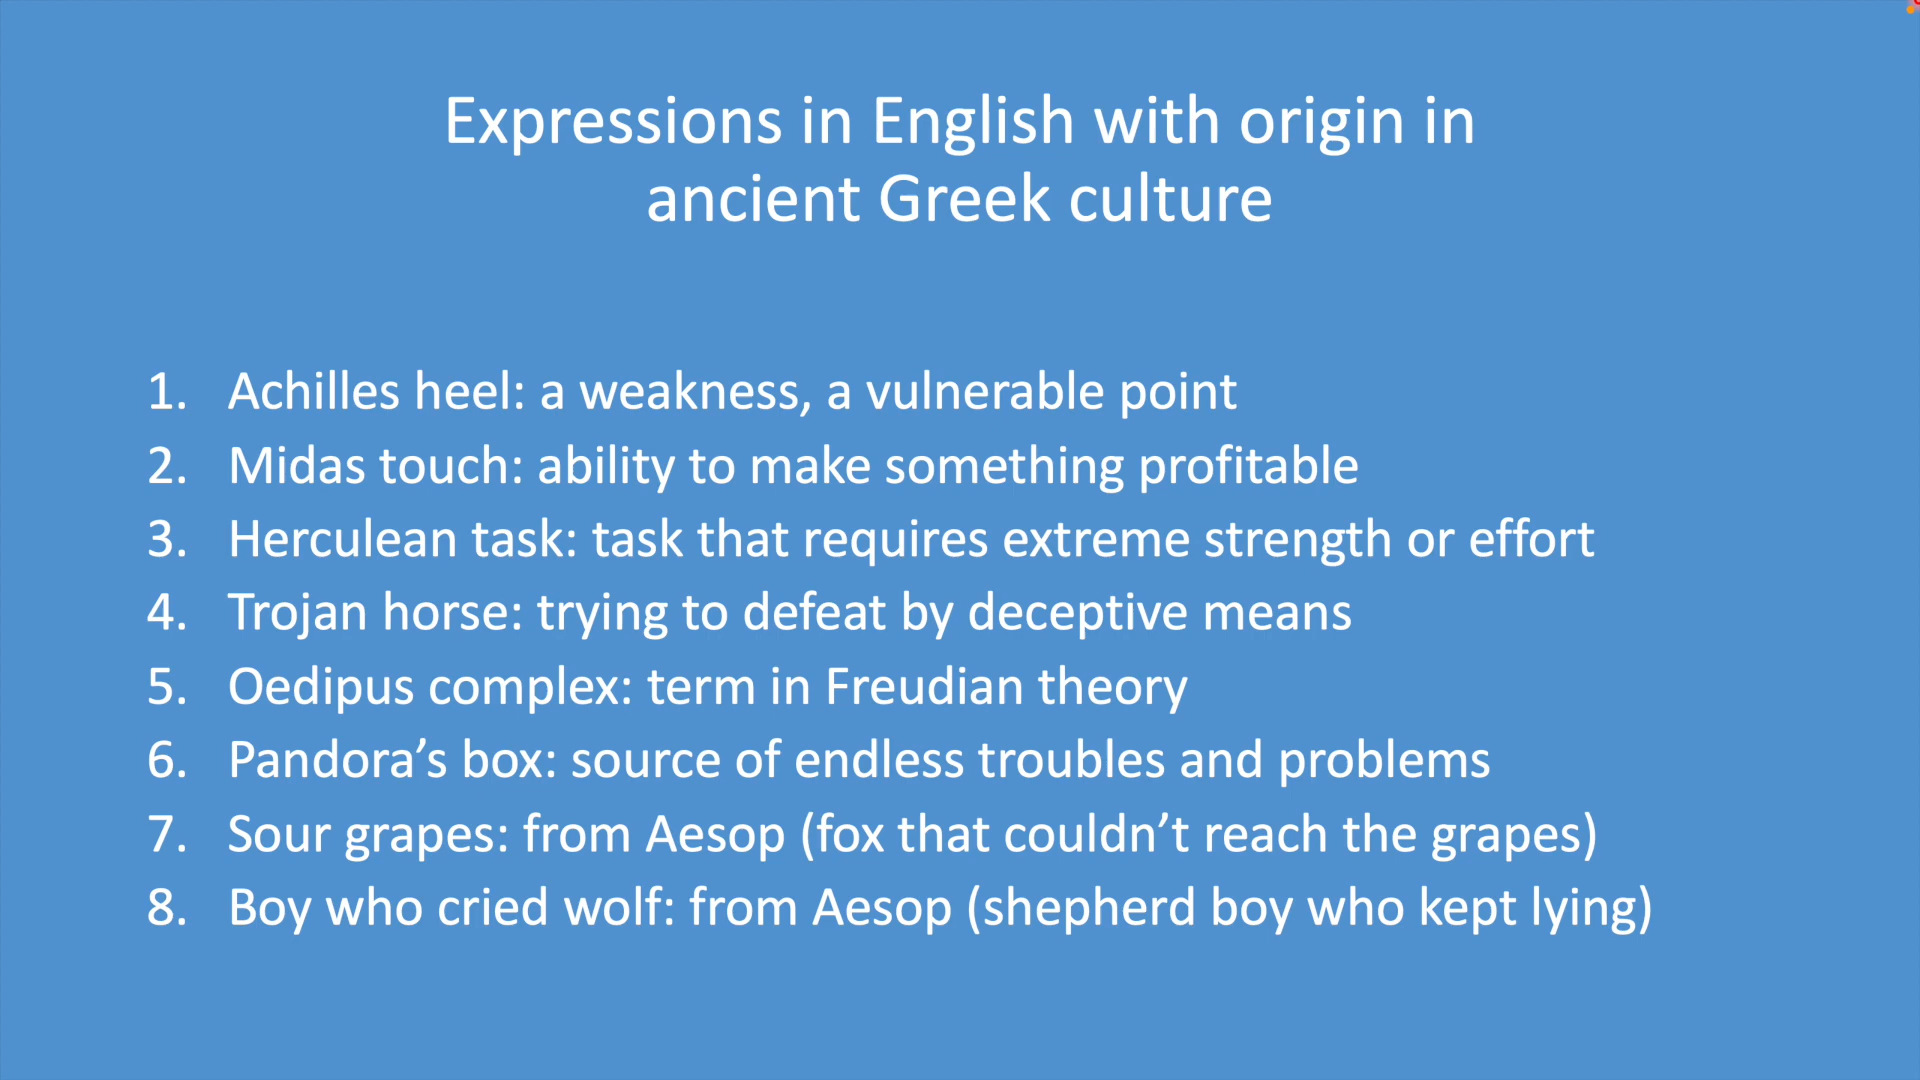 Expressions in English with origin in
ancient Greek culture
1. Achilles heel: a weakness, a vulnerable point
2. Midas touch: ability to make something profitable
3. Herculean task: task that requires extreme strength or effort
4. Trojan horse: trying to defeat by deceptive means
5. Oedipus complex: term in Freudian theory
6. Pandora’s box: source of endless troubles and problems
7. Sour grapes: from Aesop (fox that couldn’t reach the grapes)
8. Boy who cried wolf: from Aesop (shepherd boy who kept lying)